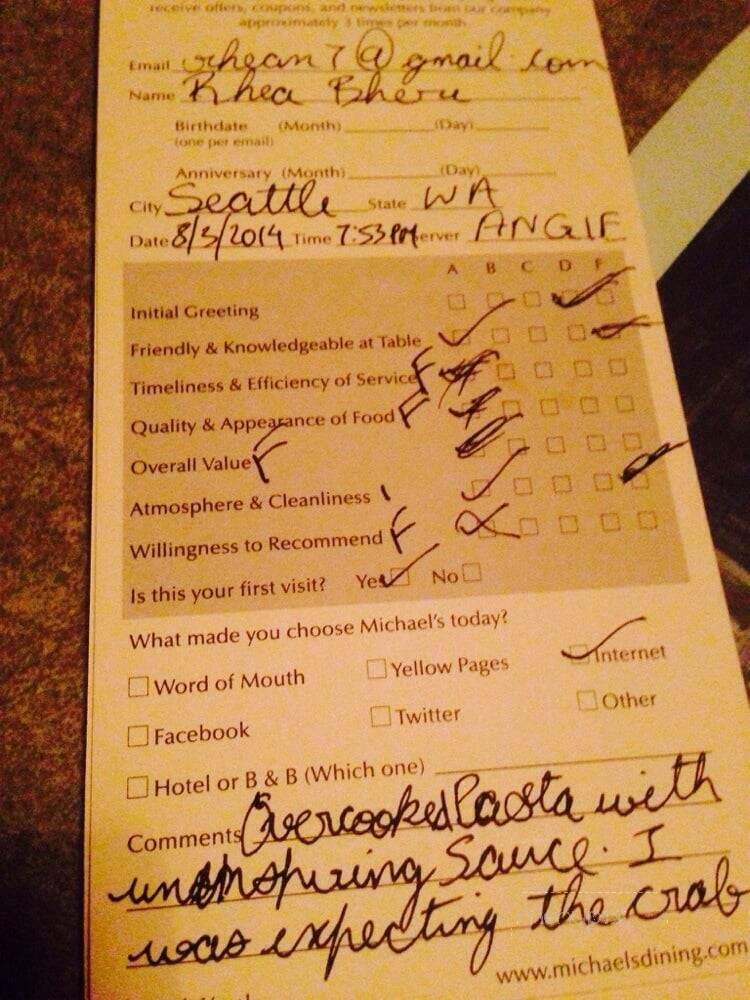 receive offers, coupons, and newsletters from our company
approximately 3 times per month
Email rhean7@gmail.com
Name Rhea Bheru
Birthdate (Month) (Day)
(one per email)
Anniversary (Month) (Day)
City Seattle State WA
Date 8/3/2014 Time 7:53 PM Server ANGIE
A B C D F
Initial Greeting
Friendly & Knowledgeable at Table
Timeliness & Efficiency of Service F
Quality & Appearance of Food F
Overall Value F
Atmosphere & Cleanliness
Willingness to Recommend F
Is this your first visit? Yes No
What made you choose Michael's today?
Word of Mouth Yellow Pages Internet
Facebook Twitter Other
Hotel or B & B (Which one)
Comments Overcooked Pasta with
uninspiring Sauce. I
was expecting the crab
www.michaelsdining.com